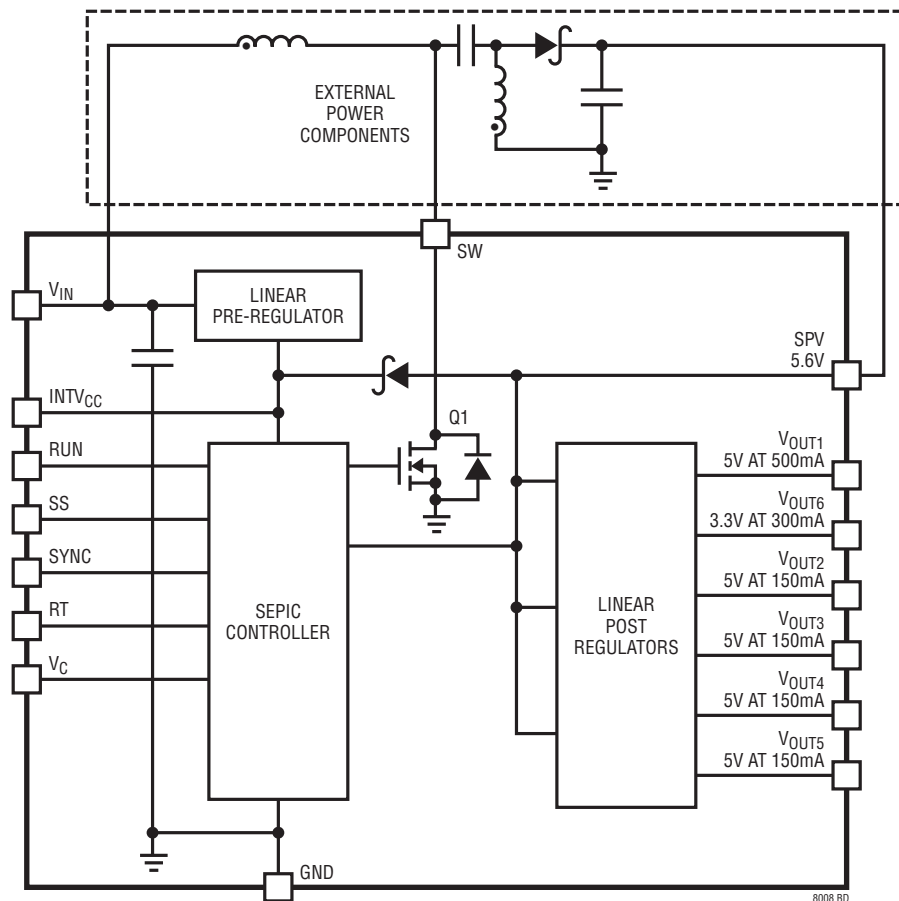 EXTERNAL
POWER
COMPONENTS
SW
VIN
LINEAR
PRE-REGULATOR
SPV
5.6V
INTVCC
Q1
RUN
SS
SYNC
RT
VC
SEPIC
CONTROLLER
LINEAR
POST
REGULATORS
VOUT1
5V AT 500mA
VOUT6
3.3V AT 300mA
VOUT2
5V AT 150mA
VOUT3
5V AT 150mA
VOUT4
5V AT 150mA
VOUT5
5V AT 150mA
GND
8008 BD